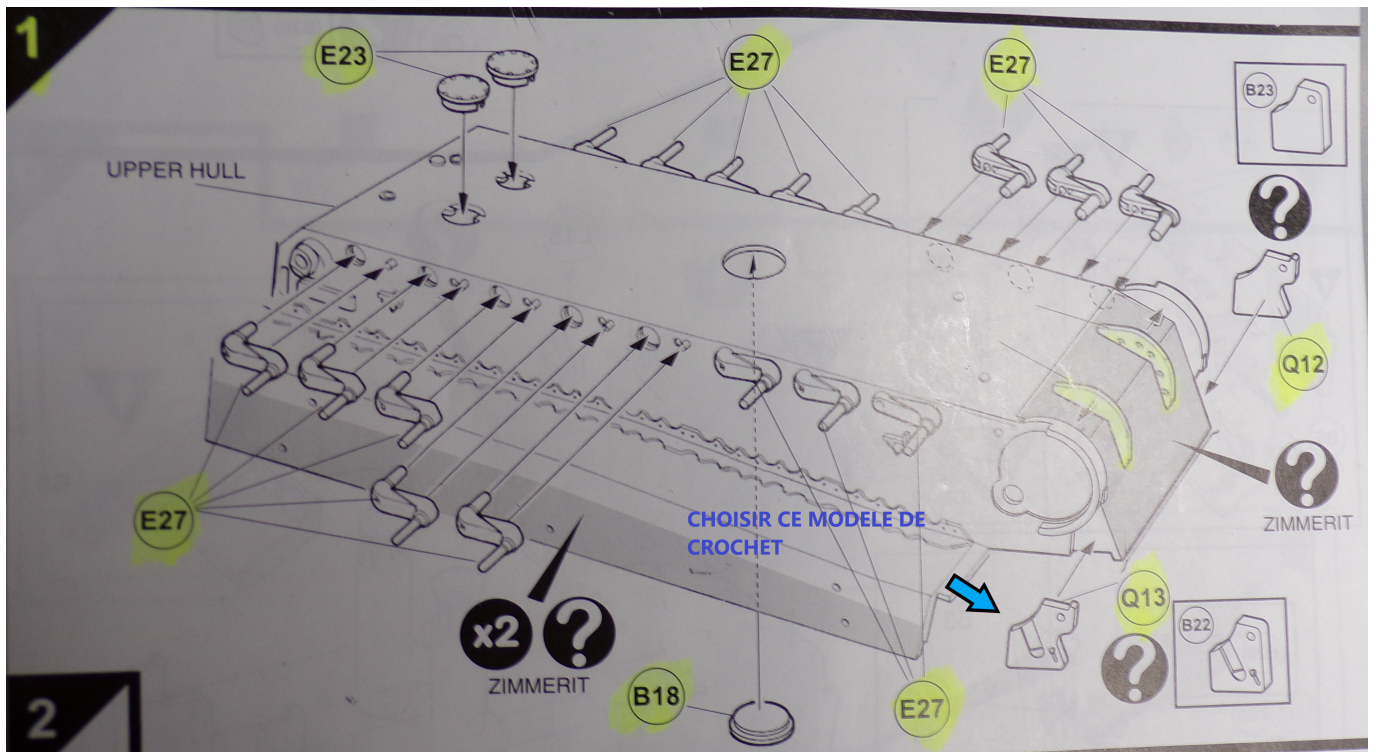 1
E23
E27
E27
B23
UPPER HULL
Q12
ZIMMERIT
E27
CHOISIR CE MODELE DE
CROCHET
Q13
B22
x2
ZIMMERIT
B18
E27
2